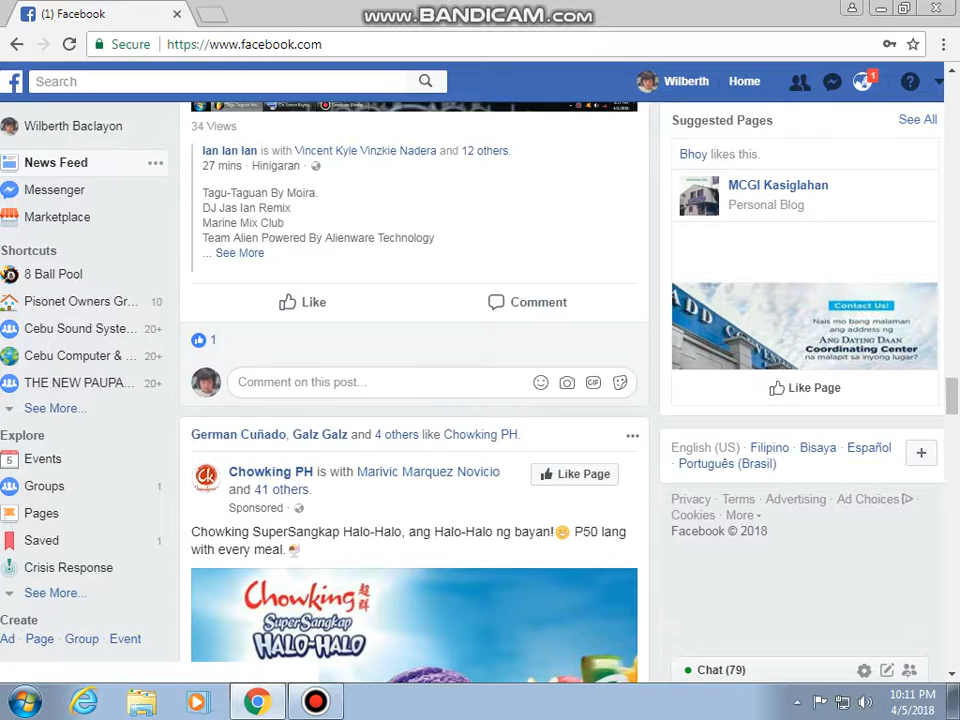 (1) Facebook
www.BANDICAM.com
Secure https://www.facebook.com
Search
Wilberth Home 1
Wilberth Baclayon
News Feed
Messenger
Marketplace
Shortcuts
8 Ball Pool
Pisonet Owners Gr... 10
Cebu Sound Syste... 20+
Cebu Computer & ... 20+
THE NEW PAUPA... 20+
See More...
Explore
Events
Groups 1
Pages
Saved 1
Crisis Response
See More...
Create
Ad · Page · Group · Event
34 Views
Ian Ian Ian is with Vincent Kyle Vinzkie Nadera and 12 others.
27 mins · Hinigaran ·
Tagu-Taguan By Moira.
DJ Jas Ian Remix
Marine Mix Club
Team Alien Powered By Alienware Technology
... See More
Like Comment
1
Comment on this post...
GIF
German Cuñado, Galz Galz and 4 others like Chowking PH.
Chowking PH is with Marivic Marquez Novicio
and 41 others.
Like Page
Sponsored ·
Chowking SuperSangkap Halo-Halo, ang Halo-Halo ng bayan! P50 lang
with every meal.
Chowking 超群
SuperSangkap
HALO-HALO
Suggested Pages See All
Bhoy likes this.
MCGI Kasiglahan
Personal Blog
ADD CONVE
Contact Us!
Nais mo bang malaman
ang address ng
ANG DATING DAAN
Coordinating Center
na malapit sa inyong lugar?
Like Page
English (US) · Filipino · Bisaya · Español
· Português (Brasil)
Privacy · Terms · Advertising · Ad Choices
Cookies · More
Facebook © 2018
Chat (79)
10:11 PM
4/5/2018